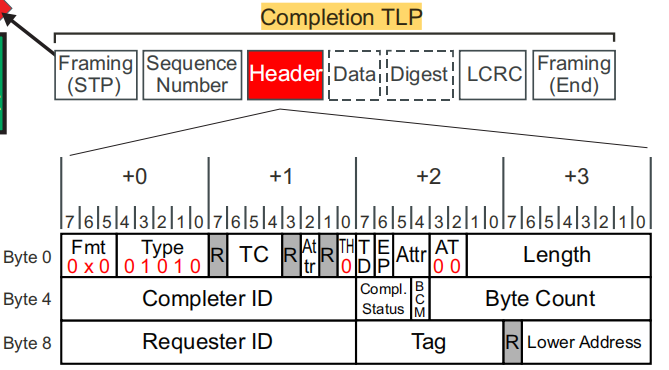 Completion TLP
Framing (STP) Sequence Number Header Data Digest LCRC Framing (End)
+0 +1 +2 +3
7 6 5 4 3 2 1 0 7 6 5 4 3 2 1 0 7 6 5 4 3 2 1 0 7 6 5 4 3 2 1 0
Byte 0 Fmt 0 x 0 Type 0 1 0 1 0 R TC R Attr R TH 0 TD EP Attr AT 0 0 Length
Byte 4 Completer ID Compl. Status BCM Byte Count
Byte 8 Requester ID Tag R Lower Address